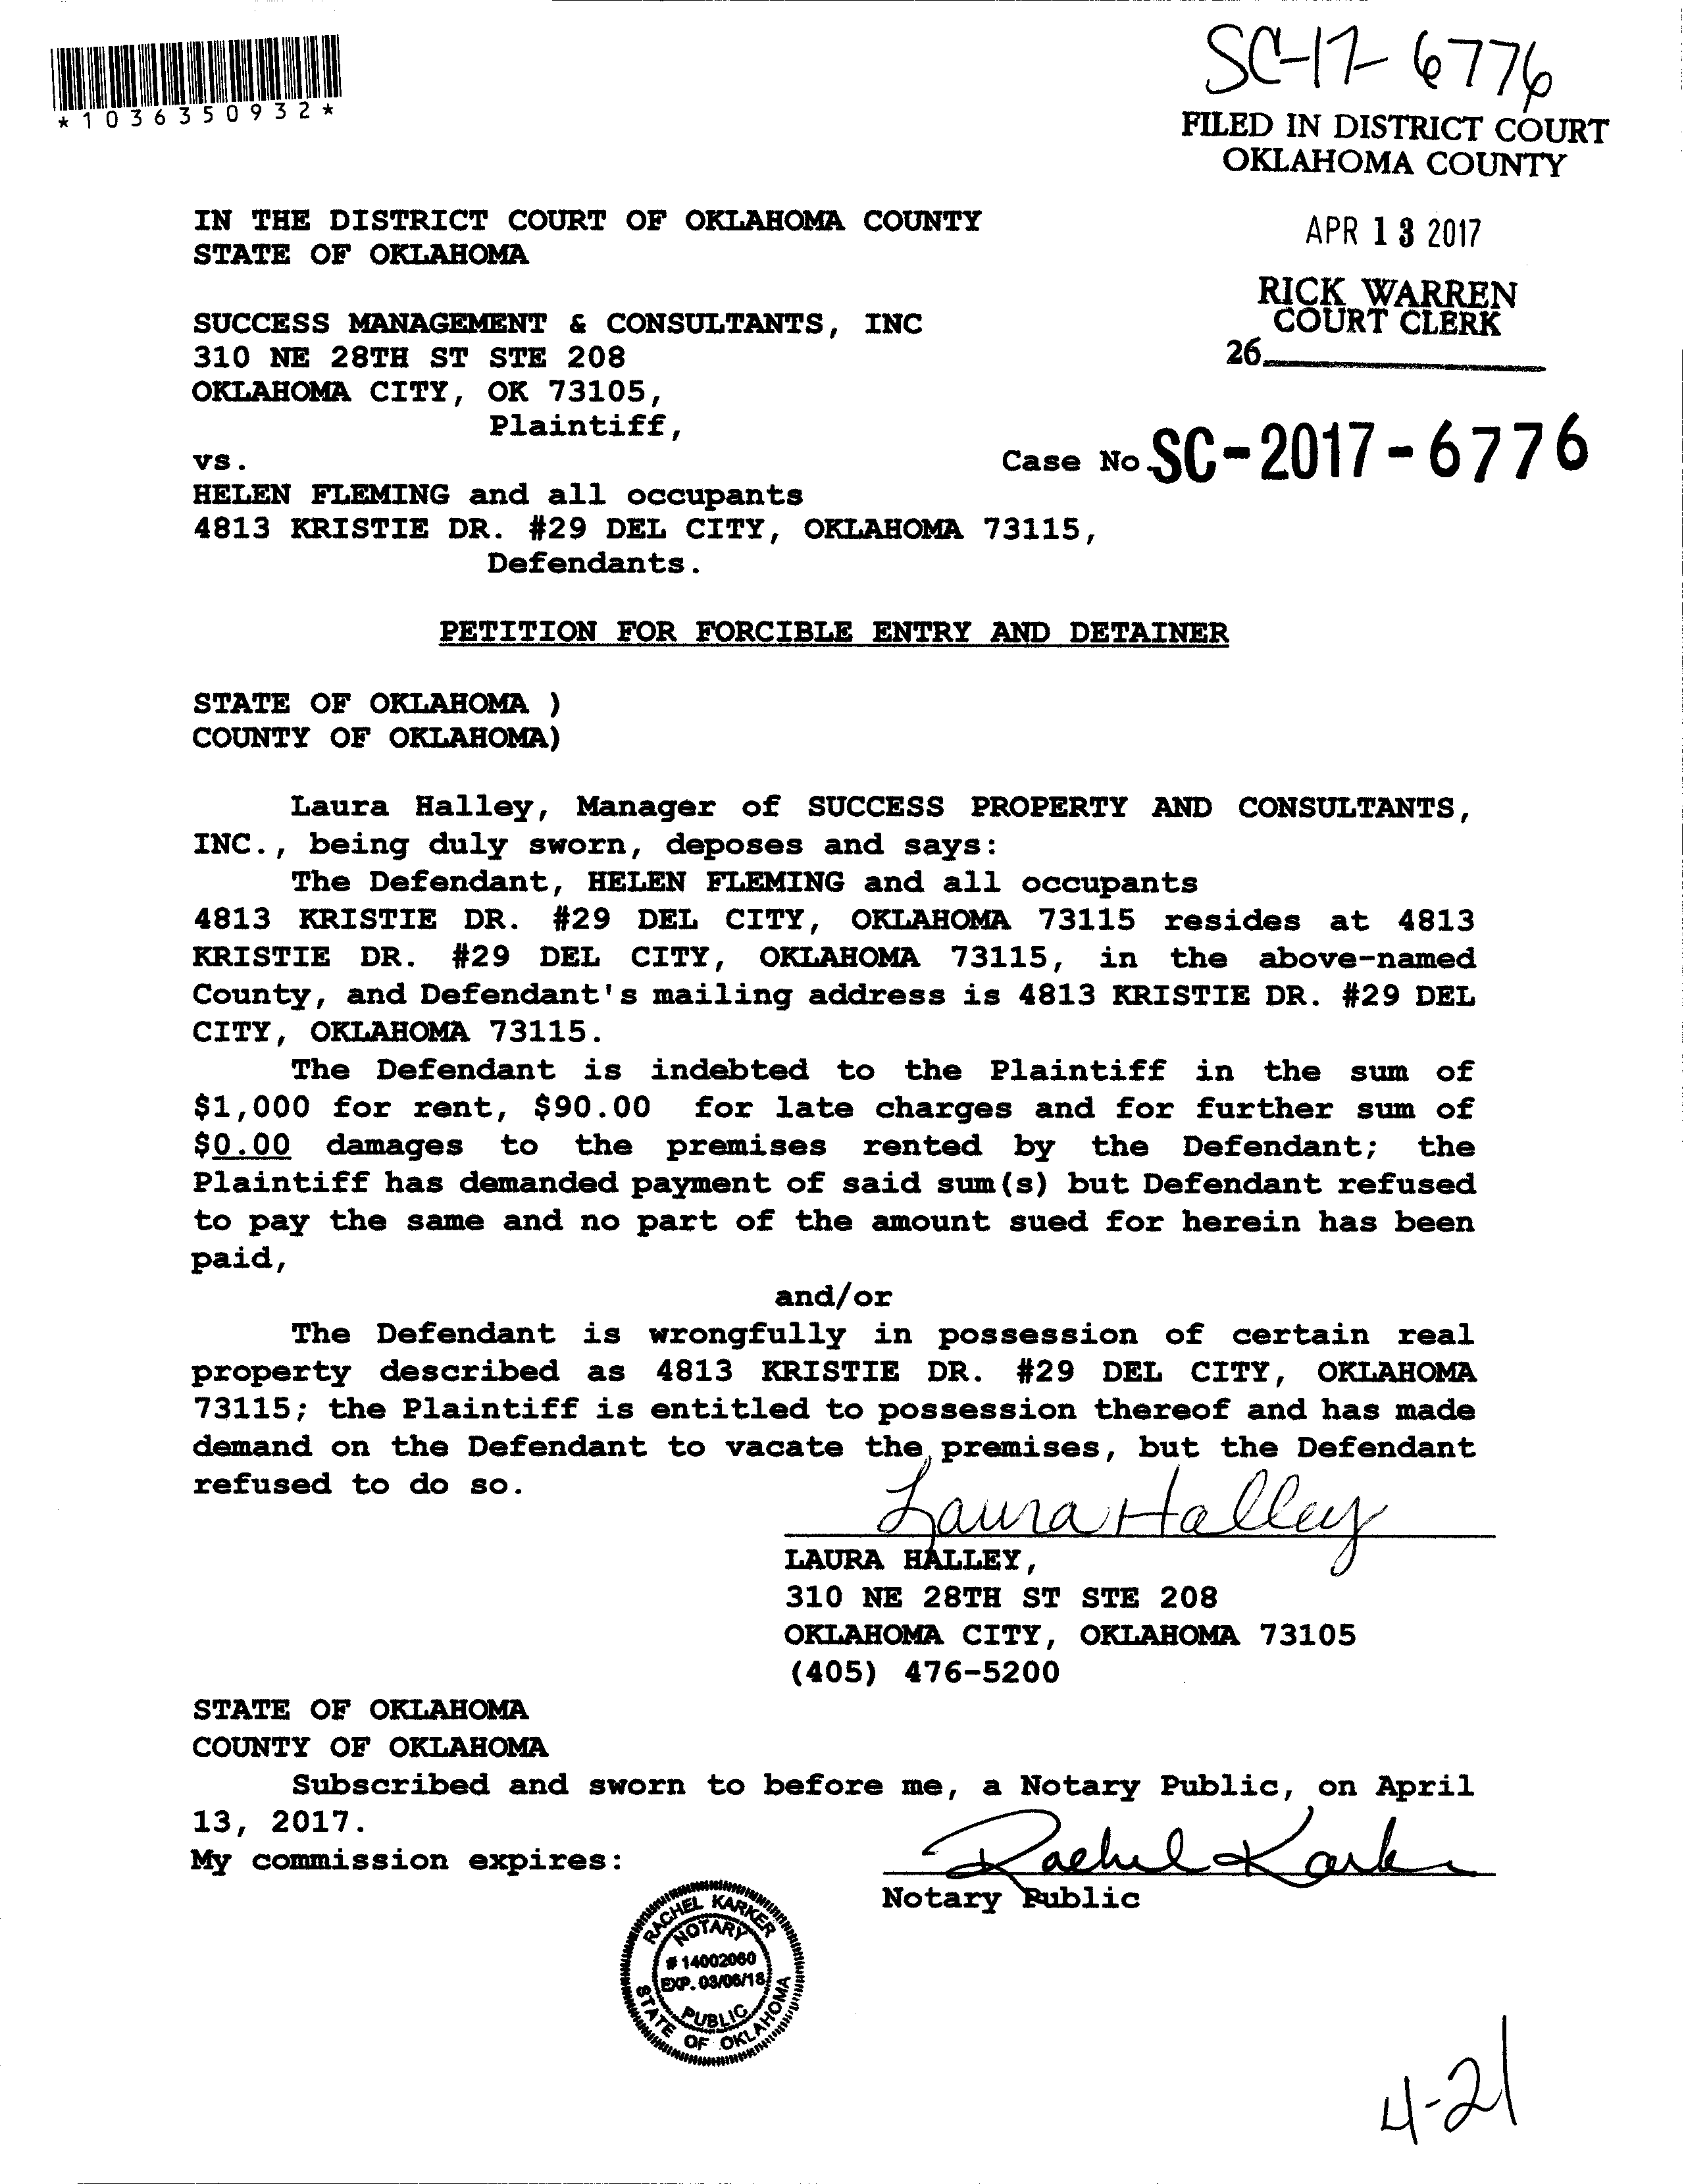 SC-17-6776
*1036350932*
FILED IN DISTRICT COURT
OKLAHOMA COUNTY
IN THE DISTRICT COURT OF OKLAHOMA COUNTY
STATE OF OKLAHOMA
APR 13 2017
RICK WARREN
COURT CLERK
26
SUCCESS MANAGEMENT & CONSULTANTS, INC
310 NE 28TH ST STE 208
OKLAHOMA CITY, OK 73105,
Plaintiff,
vs.
Case No. SC-2017-6776
HELEN FLEMING and all occupants
4813 KRISTIE DR. #29 DEL CITY, OKLAHOMA 73115,
Defendants.
PETITION FOR FORCIBLE ENTRY AND DETAINER
STATE OF OKLAHOMA )
COUNTY OF OKLAHOMA)
Laura Halley, Manager of SUCCESS PROPERTY AND CONSULTANTS,
INC., being duly sworn, deposes and says:
The Defendant, HELEN FLEMING and all occupants
4813 KRISTIE DR. #29 DEL CITY, OKLAHOMA 73115 resides at 4813
KRISTIE DR. #29 DEL CITY, OKLAHOMA 73115, in the above-named
County, and Defendant's mailing address is 4813 KRISTIE DR. #29 DEL
CITY, OKLAHOMA 73115.
The Defendant is indebted to the Plaintiff in the sum of
$1,000 for rent, $90.00 for late charges and for further sum of
$0.00 damages to the premises rented by the Defendant; the
Plaintiff has demanded payment of said sum(s) but Defendant refused
to pay the same and no part of the amount sued for herein has been
paid,
and/or
The Defendant is wrongfully in possession of certain real
property described as 4813 KRISTIE DR. #29 DEL CITY, OKLAHOMA
73115; the Plaintiff is entitled to possession thereof and has made
demand on the Defendant to vacate the premises, but the Defendant
refused to do so.
Laura Halley
LAURA HALLEY,
310 NE 28TH ST STE 208
OKLAHOMA CITY, OKLAHOMA 73105
(405) 476-5200
STATE OF OKLAHOMA
COUNTY OF OKLAHOMA
Subscribed and sworn to before me, a Notary Public, on April
13, 2017.
My commission expires:
Rachel Karker
Notary Public
RACHEL KARKER
NOTARY
# 14002060
EXP. 03/06/18
PUBLIC
STATE OF OKLAHOMA
4-21